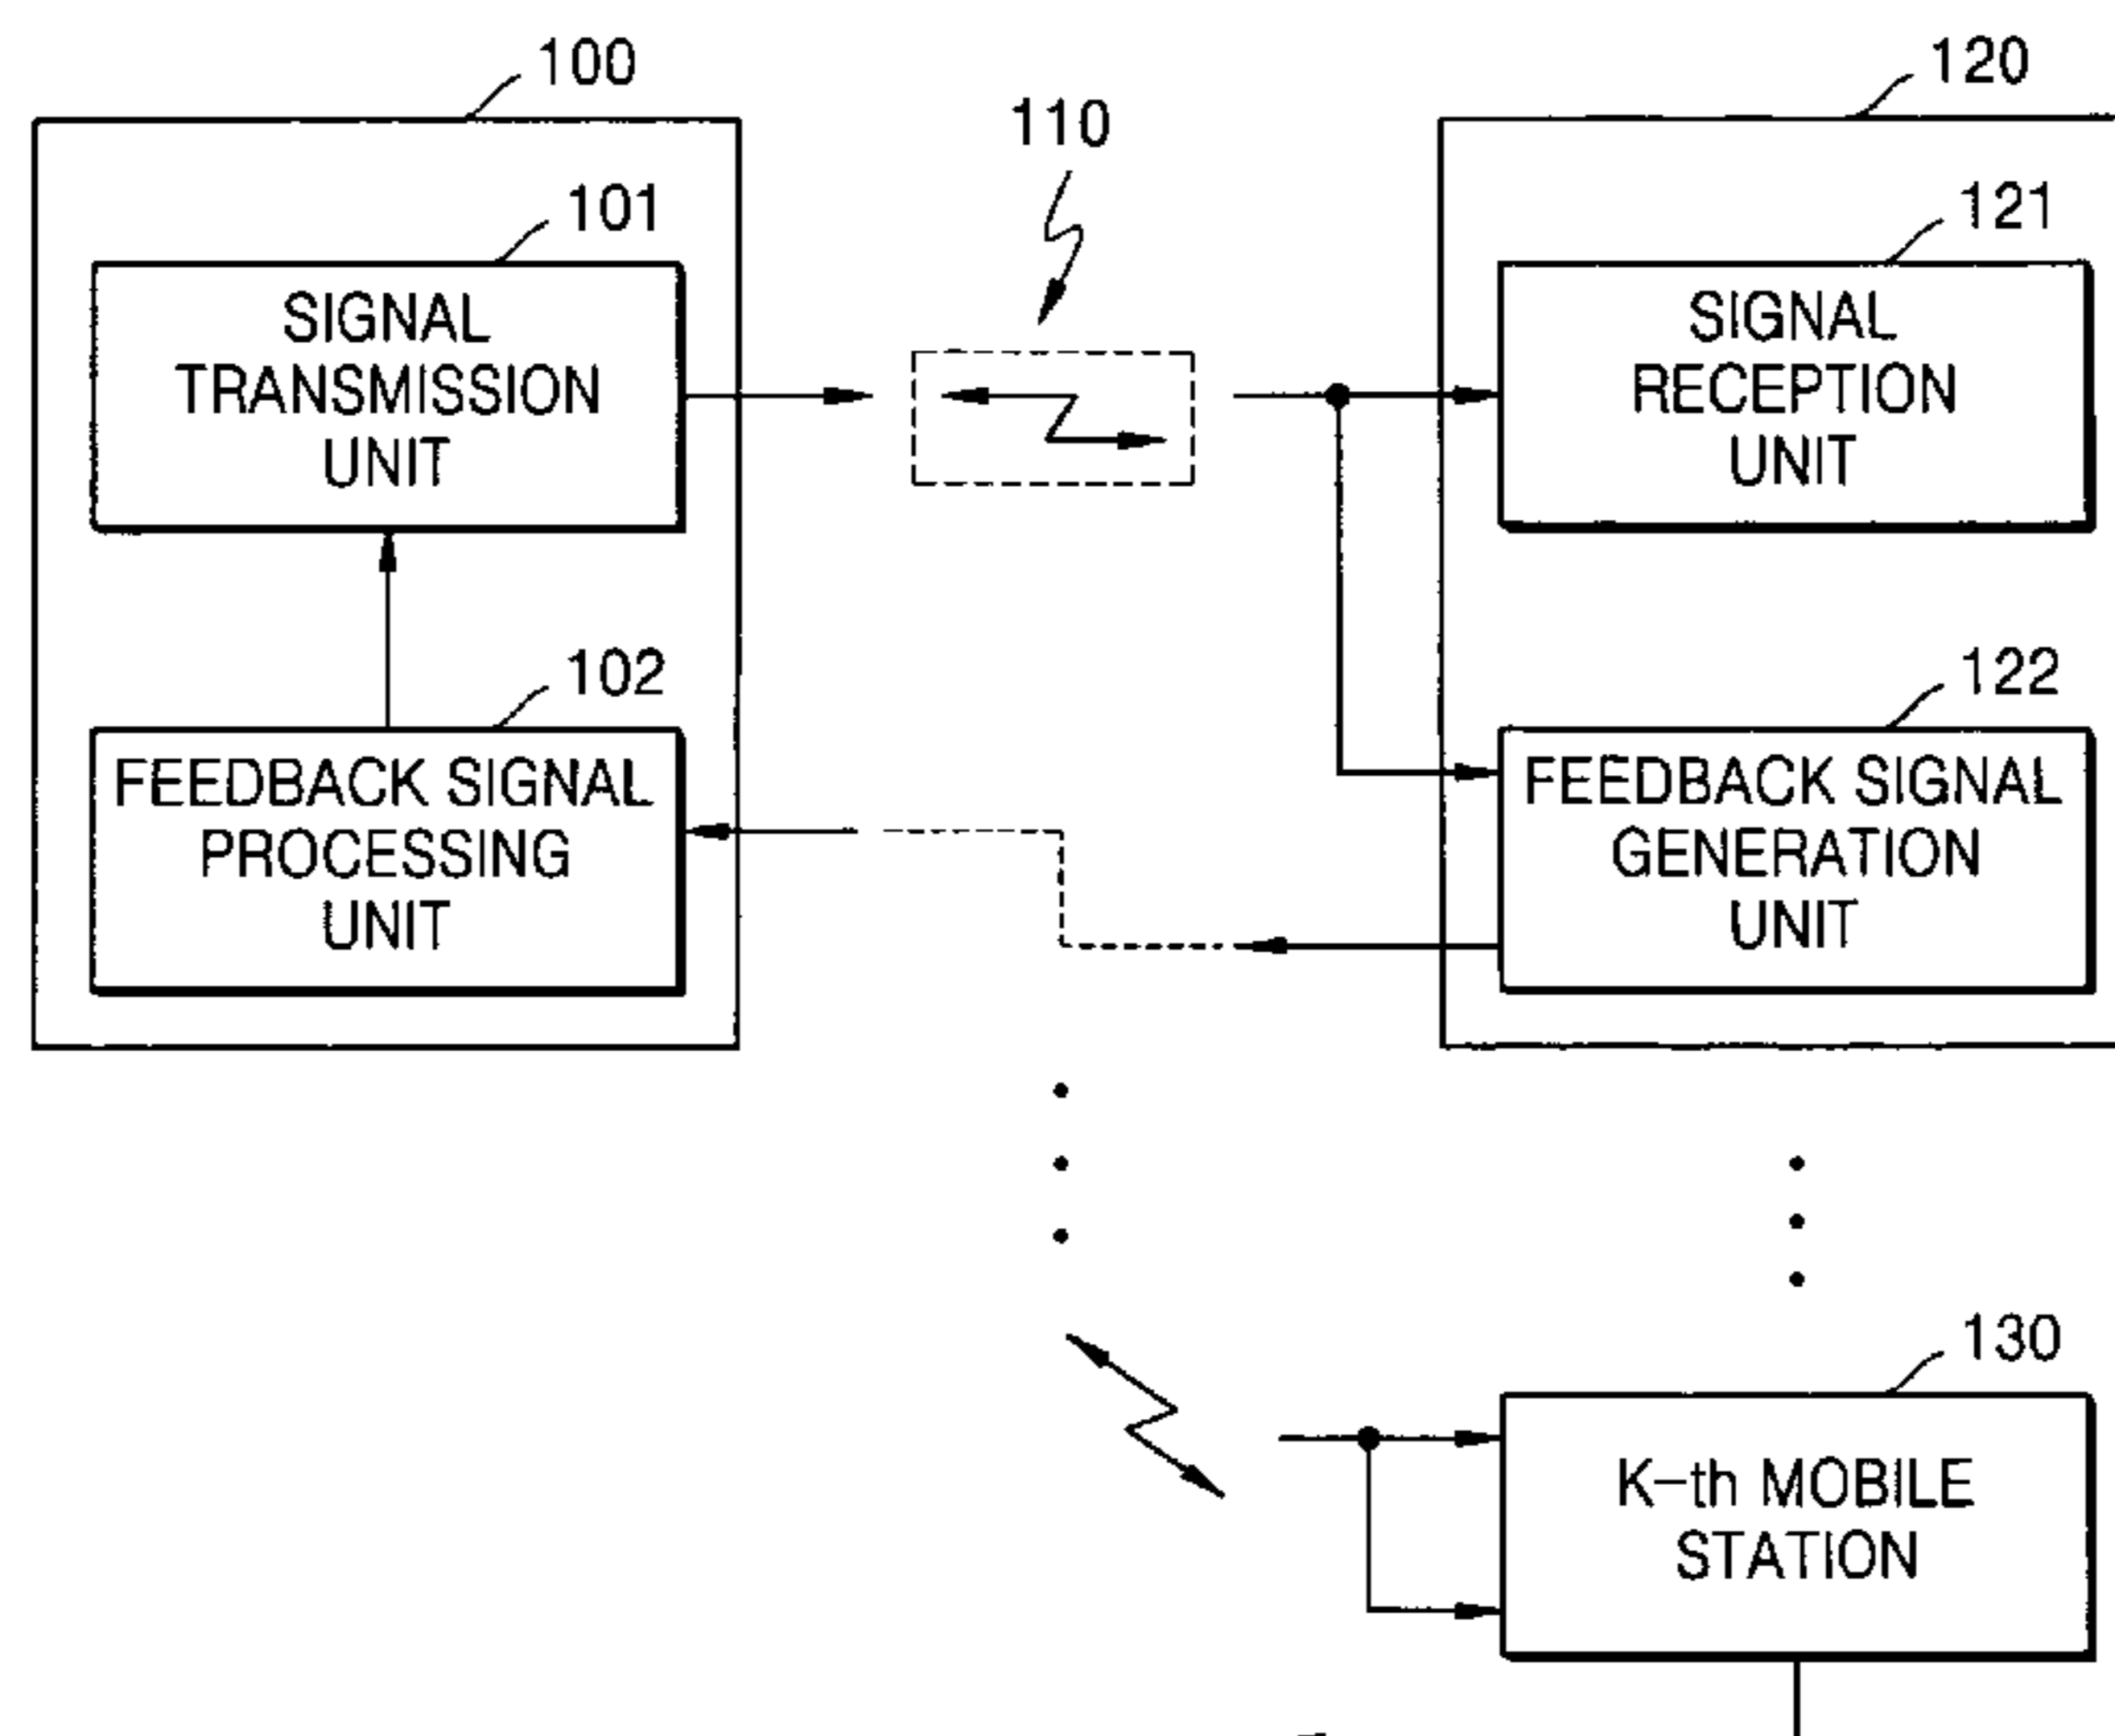 100
120
110
101
121
SIGNAL
TRANSMISSION
UNIT
SIGNAL
RECEPTION
UNIT
102
122
FEEDBACK SIGNAL
PROCESSING
UNIT
FEEDBACK SIGNAL
GENERATION
UNIT
130
K-th MOBILE
STATION